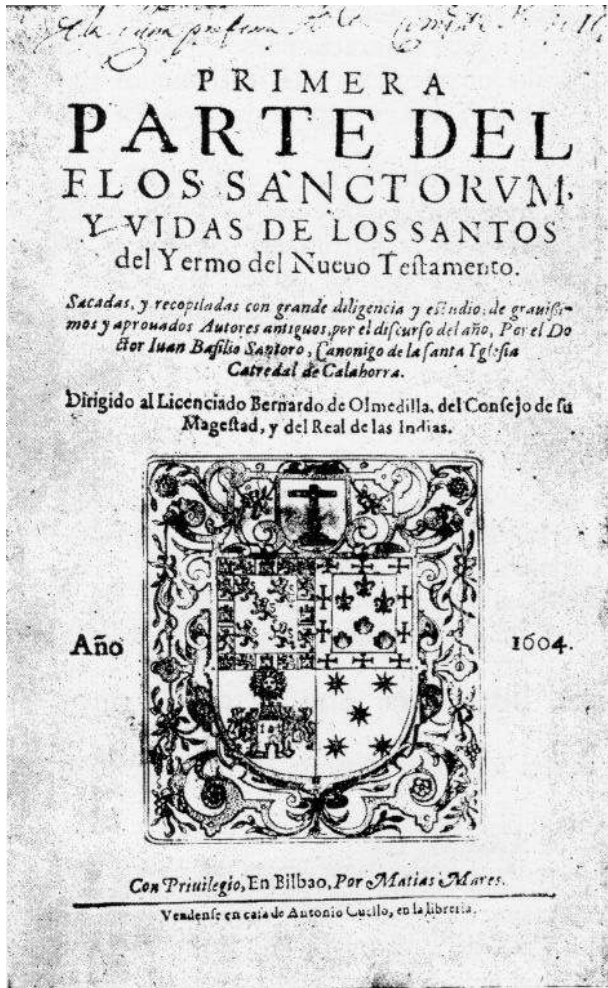 PRIMERA
PARTE DEL
FLOS SANCTORVM,
Y VIDAS DE LOS SANTOS
del Yermo del Nueuo Teſtamento.
Sacadas, y recopiladas con grande diligencia y eſtudio, de grauiſsi-
mos y aprouados Autores antiguos, por el diſcurſo del año, Por el Do
ctor Iuan Baſilio Santoro, Canonigo de la ſanta Ygleſia
Catredal de Calahorra.
Dirigido al Licenciado Bernardo de Olmedilla, del Conſejo de ſu
Mageſtad, y del Real de las Indias.
Año 1604.
Con Priuilegio, En Bilbao, Por Matias Mares.
Vendenſe en caſa de Antonio Cuello, en la libreria.